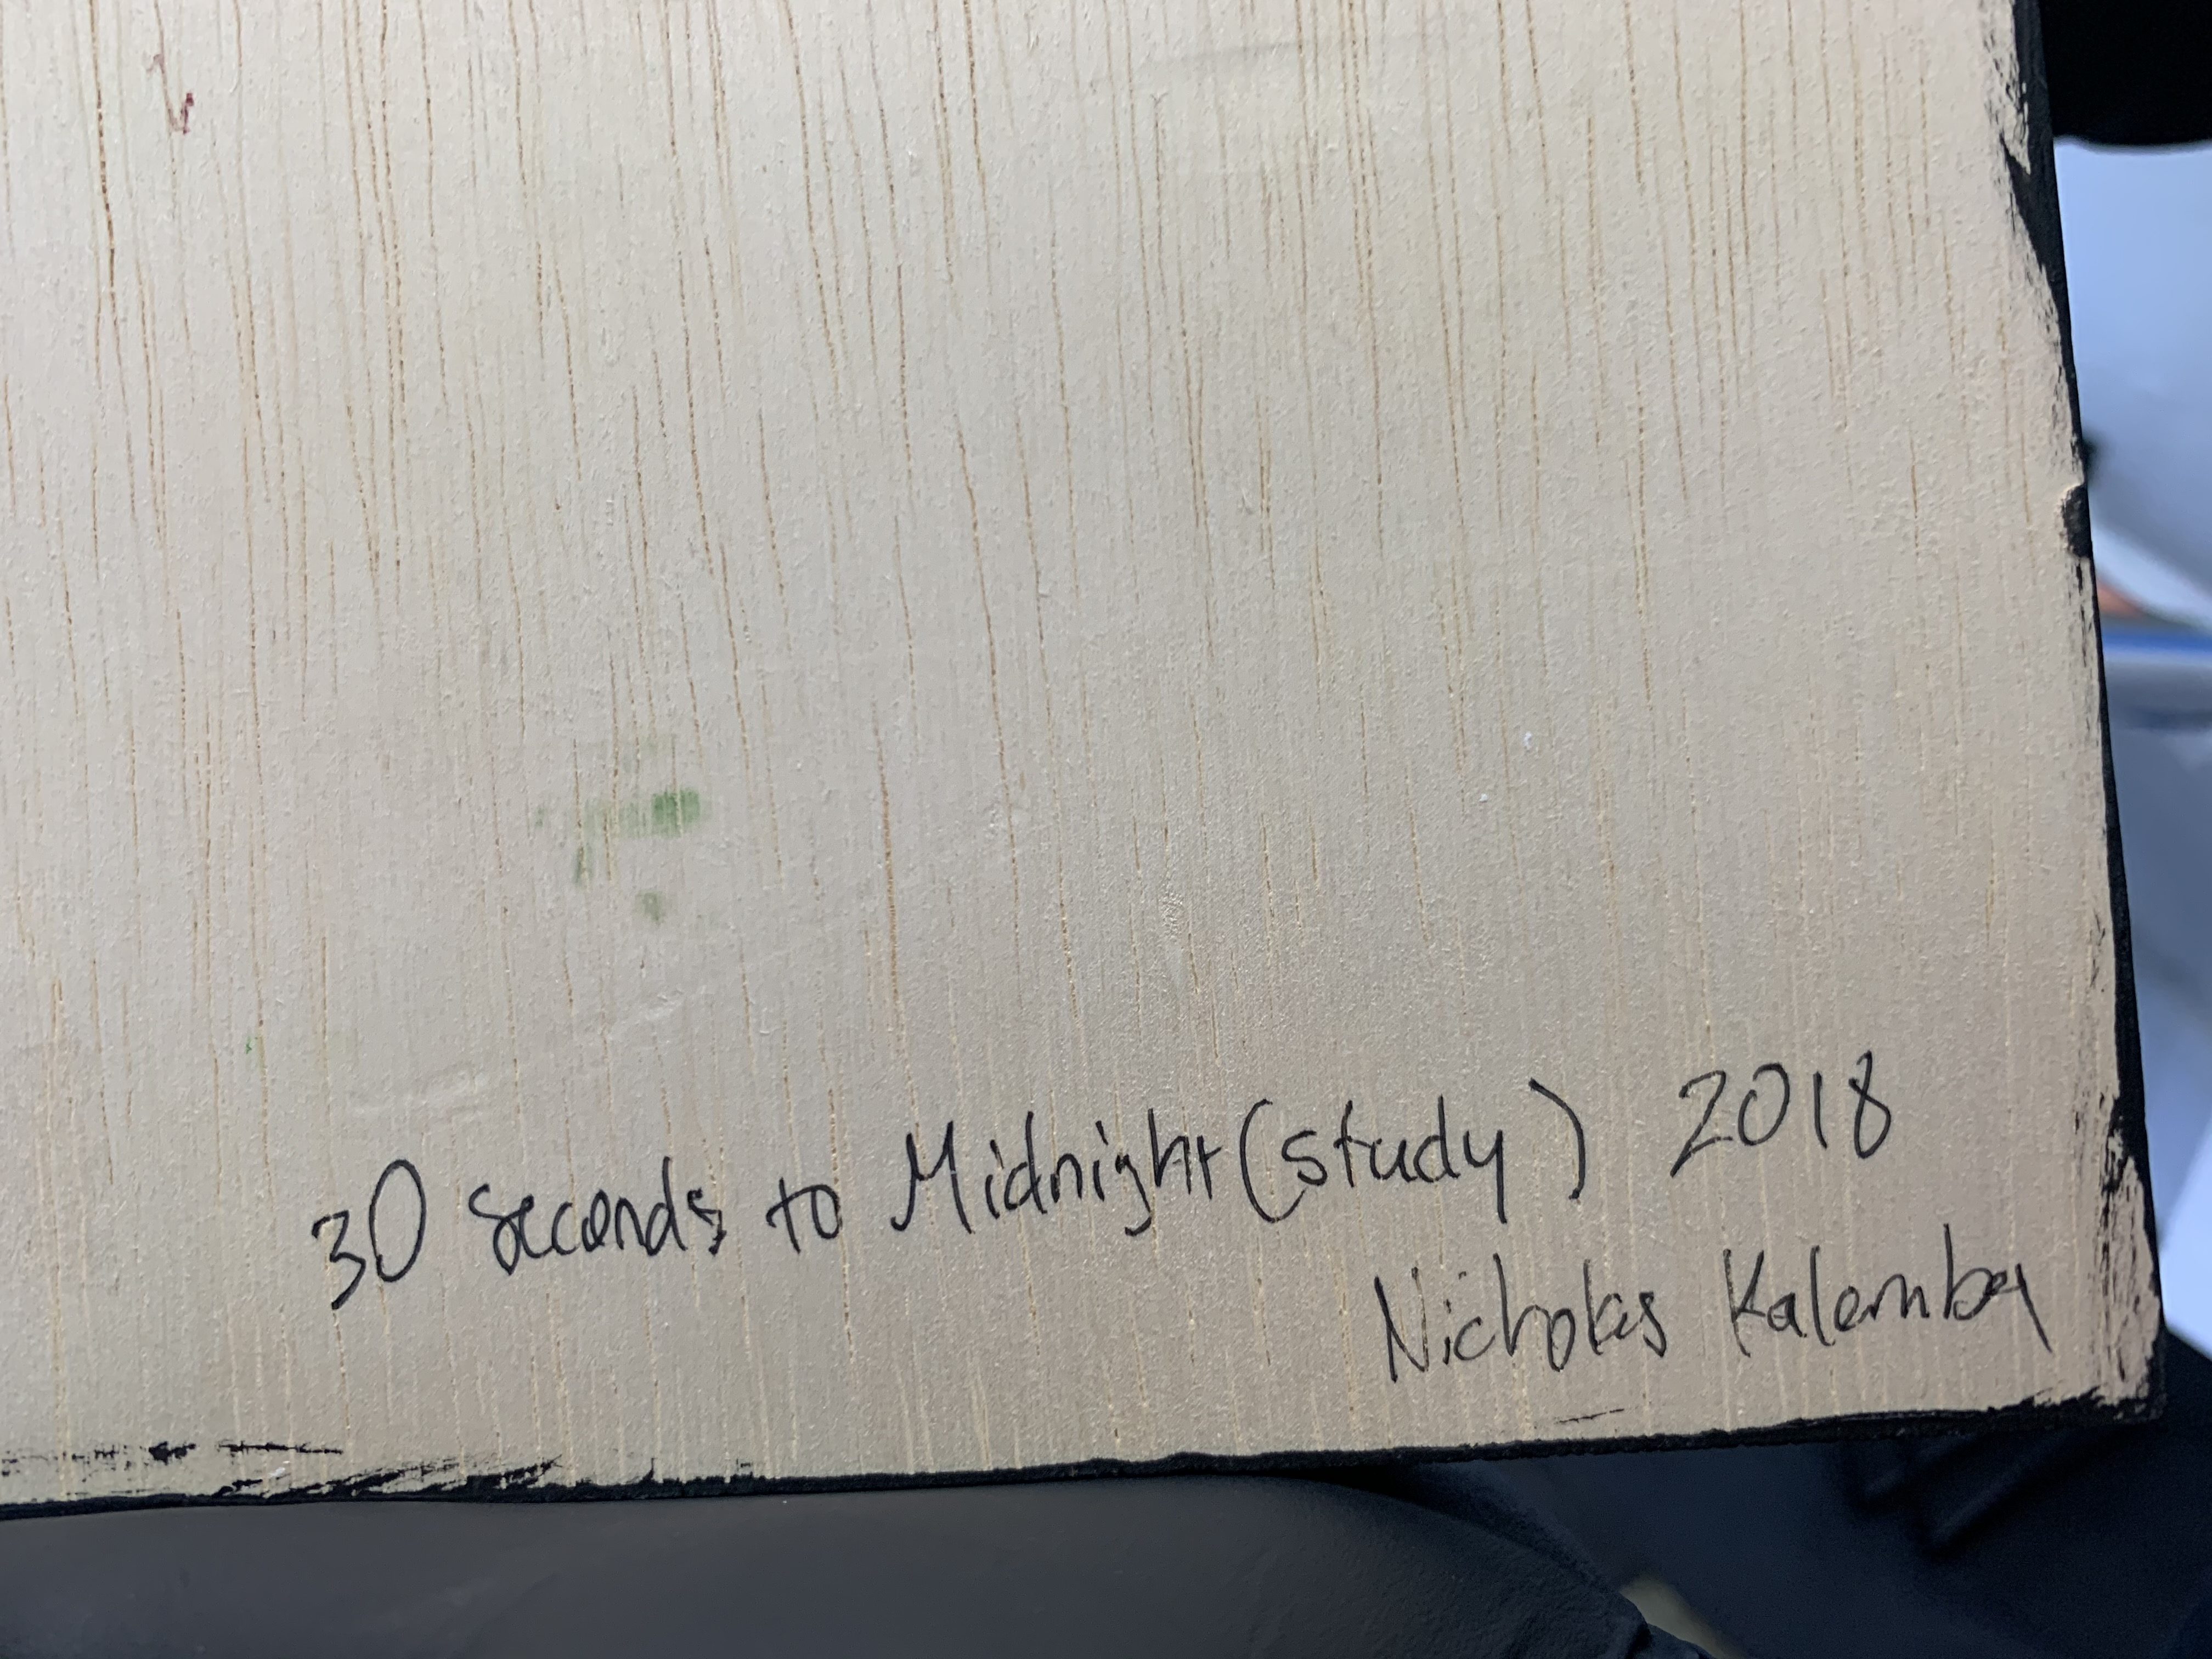 30 seconds to Midnight (study) 2018
Nicholas Kalemba